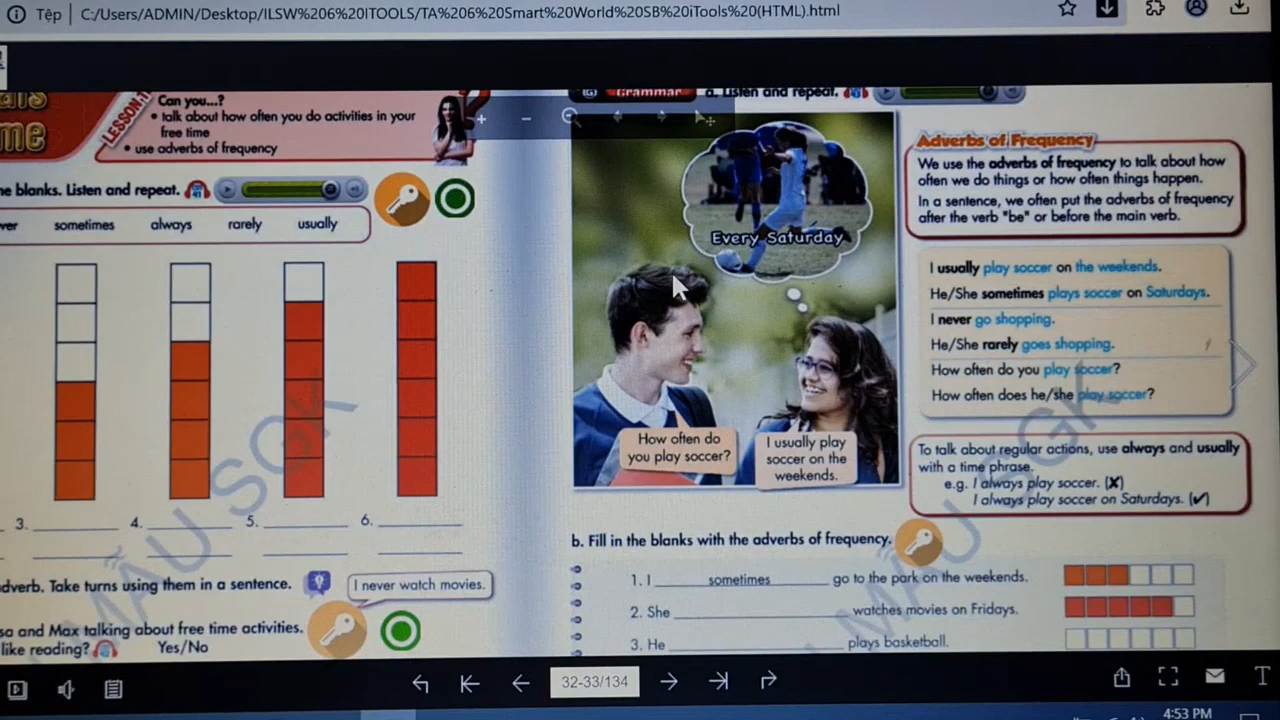 Tệp C:/Users/ADMIN/Desktop/ILSW%206%20ITOOLS/TA%206%20Smart%20World%20SB%20iTools%20(HTML).html
LESSON 1
Can you...?
• talk about how often you do activities in your
free time
• use adverbs of frequency
me
he blanks. Listen and repeat.
ver sometimes always rarely usually
3. 4. 5. 6.
adverb. Take turns using them in a sentence.
I never watch movies.
sa and Max talking about free time activities.
like reading? Yes/No
Grammar a. Listen and repeat.
Every Saturday
How often do
you play soccer?
I usually play
soccer on the
weekends.
Adverbs of Frequency
We use the adverbs of frequency to talk about how
often we do things or how often things happen.
In a sentence, we often put the adverbs of frequency
after the verb "be" or before the main verb.
I usually play soccer on the weekends.
He/She sometimes plays soccer on Saturdays.
I never go shopping.
He/She rarely goes shopping.
How often do you play soccer?
How often does he/she play soccer?
To talk about regular actions, use always and usually
with a time phrase.
e.g. I always play soccer. (✗)
I always play soccer on Saturdays. (✓)
b. Fill in the blanks with the adverbs of frequency.
1. I sometimes go to the park on the weekends.
2. She watches movies on Fridays.
3. He plays basketball.
MẪU SGK
MẪU SGK
32-33/134
4:53 PM